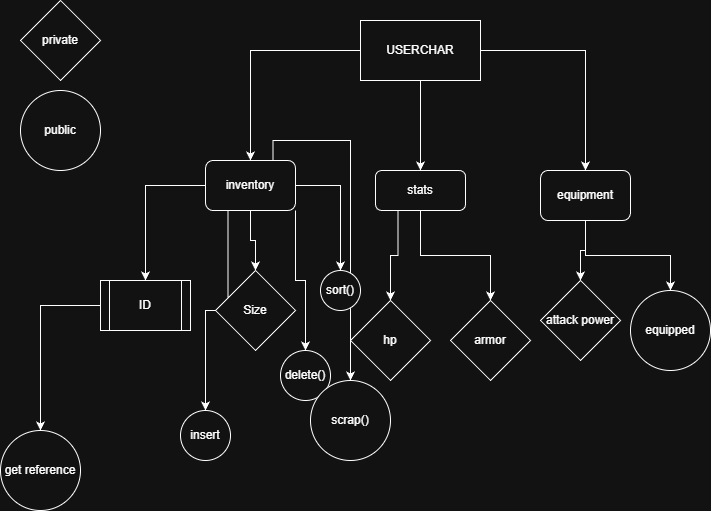 private
USERCHAR
public
inventory
stats
equipment
sort()
ID
Size
hp
armor
attack power
equipped
delete()
scrap()
insert
get reference